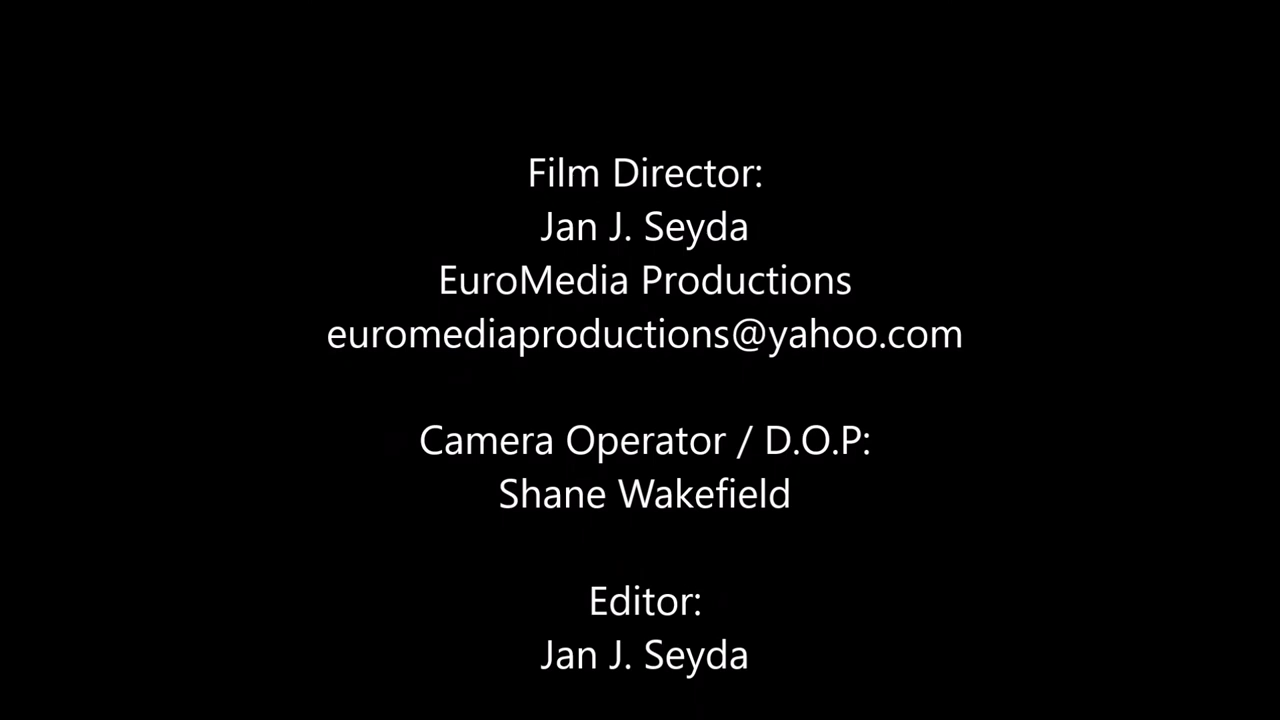 Film Director:
Jan J. Seyda
EuroMedia Productions
euromediaproductions@yahoo.com
Camera Operator / D.O.P:
Shane Wakefield
Editor:
Jan J. Seyda